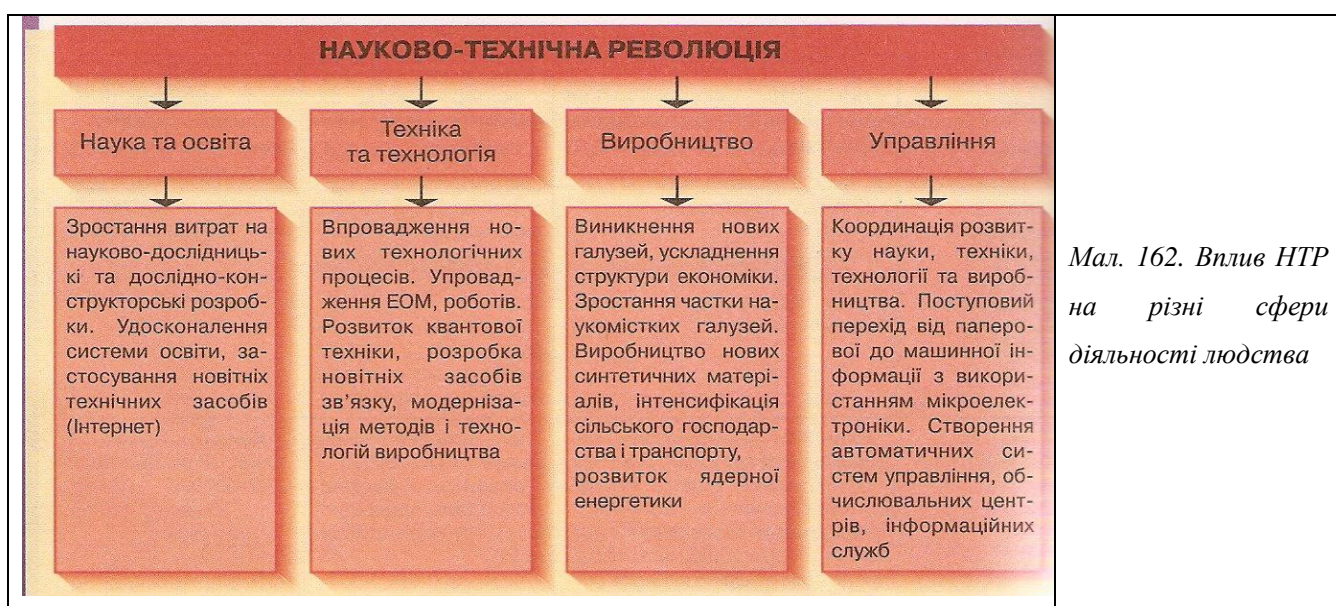 НАУКОВО-ТЕХНІЧНА РЕВОЛЮЦІЯ
Наука та освіта
Зростання витрат на
науково-дослідниць-
кі та дослідно-кон-
структорські розроб-
ки. Удосконалення
системи освіти, за-
стосування новітніх
технічних засобів
(Інтернет)
Техніка
та технологія
Впровадження но-
вих технологічних
процесів. Упровад-
ження ЕОМ, роботів.
Розвиток квантової
техніки, розробка
новітніх засобів
зв'язку, модерніза-
ція методів і техно-
логій виробництва
Виробництво
Виникнення нових
галузей, ускладнення
структури економіки.
Зростання частки на-
укомістких галузей.
Виробництво нових
синтетичних матері-
алів, інтенсифікація
сільського господар-
ства і транспорту,
розвиток ядерної
енергетики
Управління
Координація розвит-
ку науки, техніки,
технології та вироб-
ництва. Поступовий
перехід від паперо-
вої до машинної ін-
формації з викори-
станням мікроелек-
троніки. Створення
автоматичних си-
стем управління, об-
числювальних цент-
рів, інформаційних
служб
Мал. 162. Вплив НТР
на різні сфери
діяльності людства